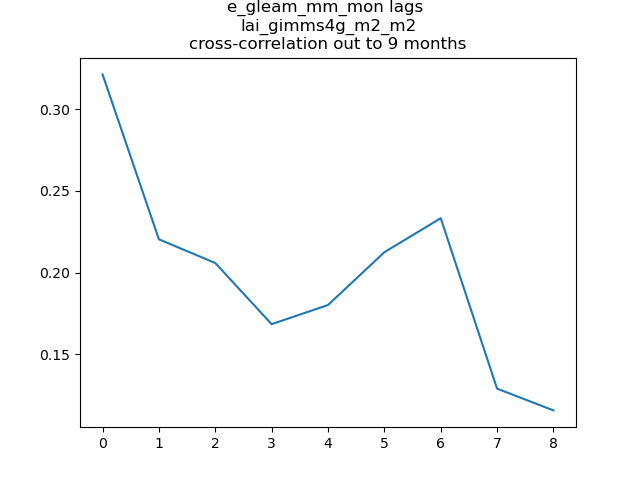 e_gleam_mm_mon lags
lai_gimms4g_m2_m2
cross-correlation out to 9 months
0.30
0.25
0.20
0.15
0 1 2 3 4 5 6 7 8